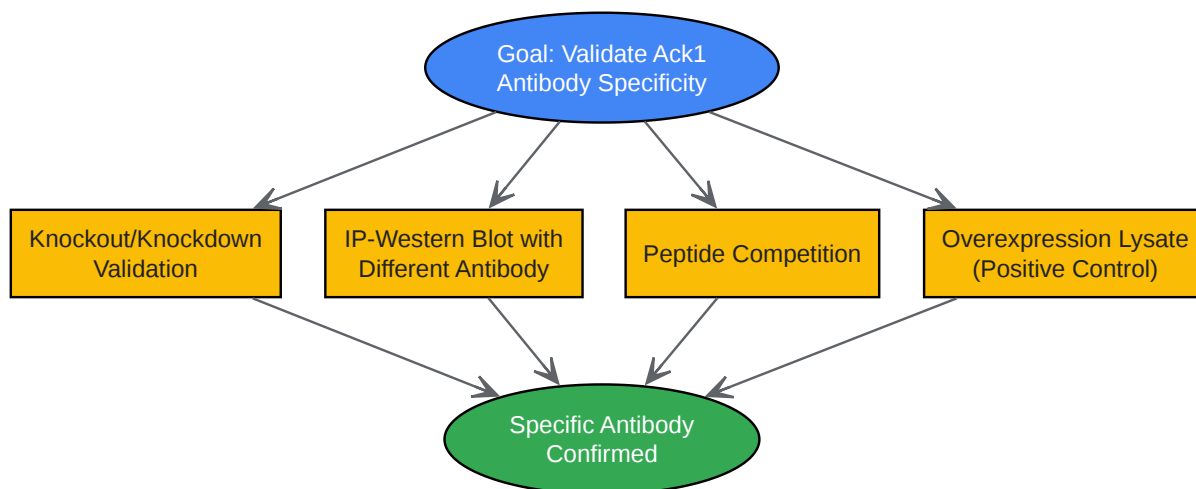 Goal: Validate Ack1
Antibody Specificity
Knockout/Knockdown
Validation
IP-Western Blot with
Different Antibody
Peptide Competition
Overexpression Lysate
(Positive Control)
Specific Antibody
Confirmed